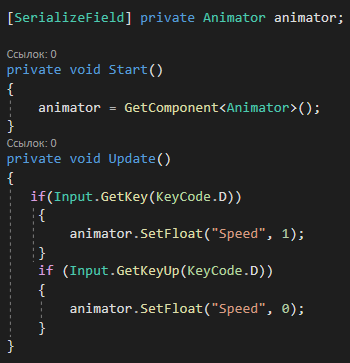 [SerializeField] private Animator animator;
Ссылок: 0
private void Start()
{
animator = GetComponent<Animator>();
}
Ссылок: 0
private void Update()
{
if(Input.GetKey(KeyCode.D))
{
animator.SetFloat("Speed", 1);
}
if (Input.GetKeyUp(KeyCode.D))
{
animator.SetFloat("Speed", 0);
}
}